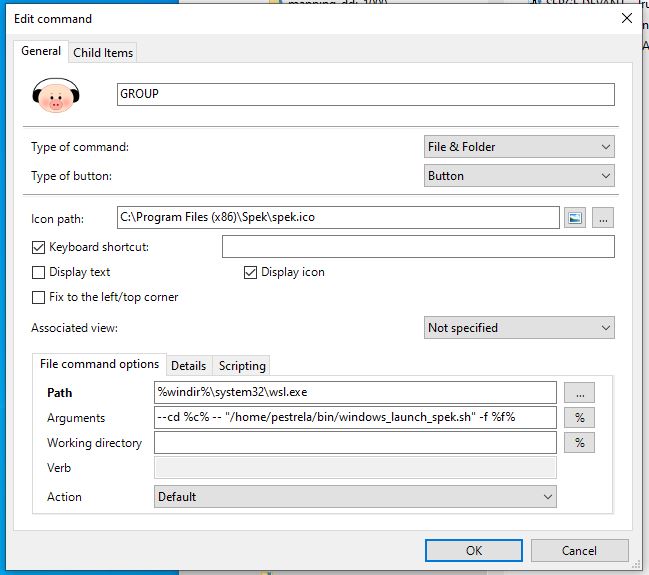 Edit command
General
Child Items
GROUP
Type of command:
File & Folder
Type of button:
Button
Icon path:
C:\Program Files (x86)\Spek\spek.ico
...
Keyboard shortcut:
Display text
Display icon
Fix to the left/top corner
Associated view:
Not specified
File command options
Details
Scripting
Path
%windir%\system32\wsl.exe
...
Arguments
--cd %c% -- "/home/pestrela/bin/windows_launch_spek.sh" -f %f%
%
Working directory
%
Verb
Action
Default
OK
Cancel